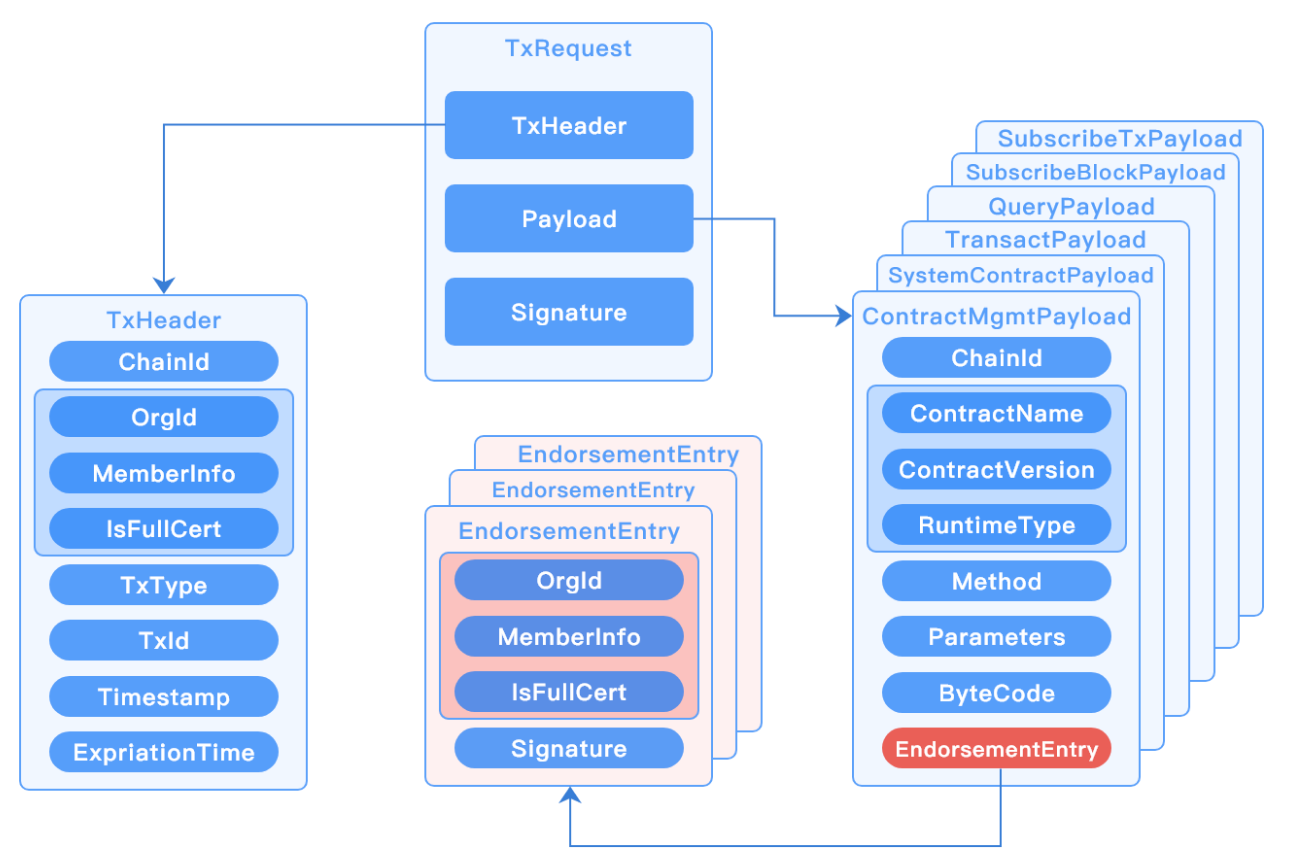 TxRequest
TxHeader
Payload
Signature
TxHeader
ChainId
OrgId
MemberInfo
IsFullCert
TxType
TxId
Timestamp
ExpriationTime
EndorsementEntry
EndorsementEntry
EndorsementEntry
OrgId
MemberInfo
IsFullCert
Signature
SubscribeTxPayload
SubscribeBlockPayload
QueryPayload
TransactPayload
SystemContractPayload
ContractMgmtPayload
ChainId
ContractName
ContractVersion
RuntimeType
Method
Parameters
ByteCode
EndorsementEntry